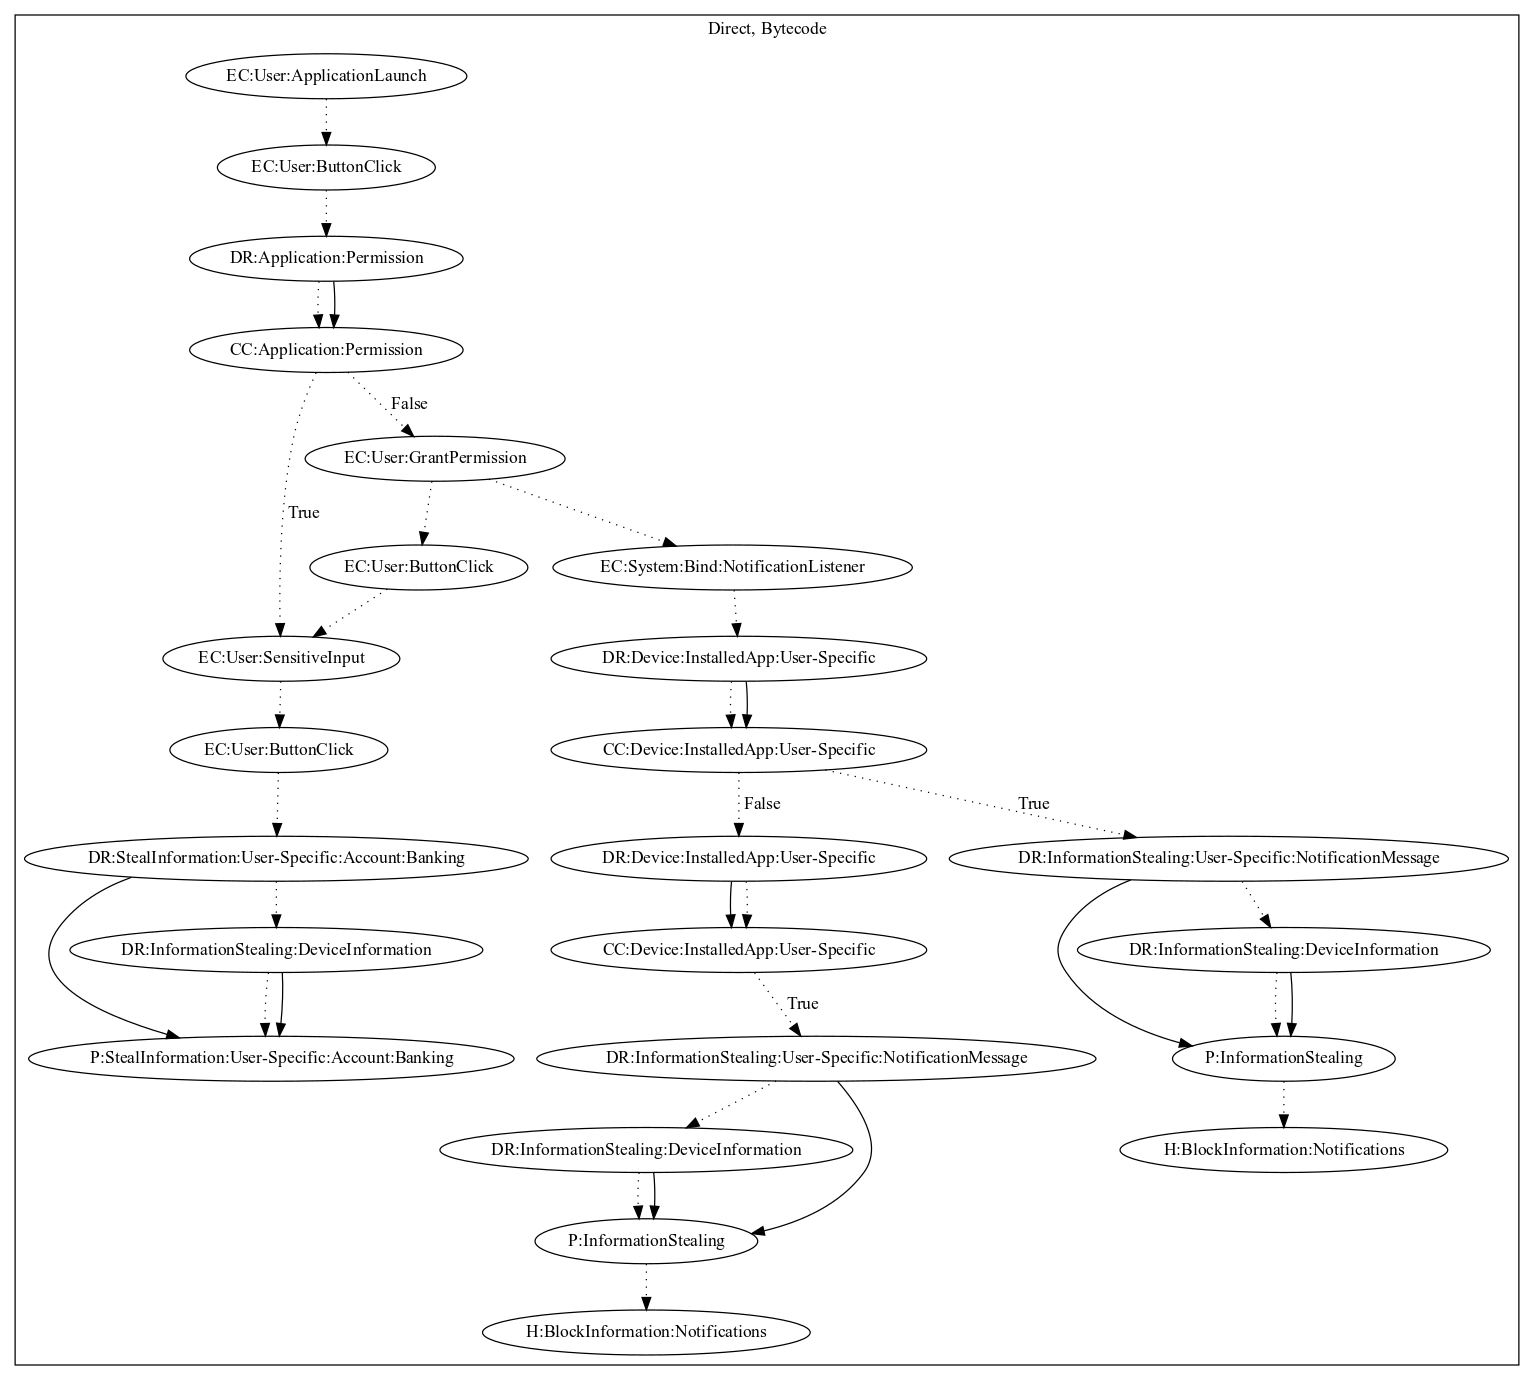 Direct, Bytecode
EC:User:ApplicationLaunch
EC:User:ButtonClick
DR:Application:Permission
CC:Application:Permission
False
EC:User:GrantPermission
True
EC:User:ButtonClick
EC:System:Bind:NotificationListener
EC:User:SensitiveInput
DR:Device:InstalledApp:User-Specific
EC:User:ButtonClick
CC:Device:InstalledApp:User-Specific
False
True
DR:StealInformation:User-Specific:Account:Banking
DR:Device:InstalledApp:User-Specific
DR:InformationStealing:User-Specific:NotificationMessage
DR:InformationStealing:DeviceInformation
CC:Device:InstalledApp:User-Specific
DR:InformationStealing:DeviceInformation
True
P:StealInformation:User-Specific:Account:Banking
DR:InformationStealing:User-Specific:NotificationMessage
P:InformationStealing
DR:InformationStealing:DeviceInformation
H:BlockInformation:Notifications
P:InformationStealing
H:BlockInformation:Notifications